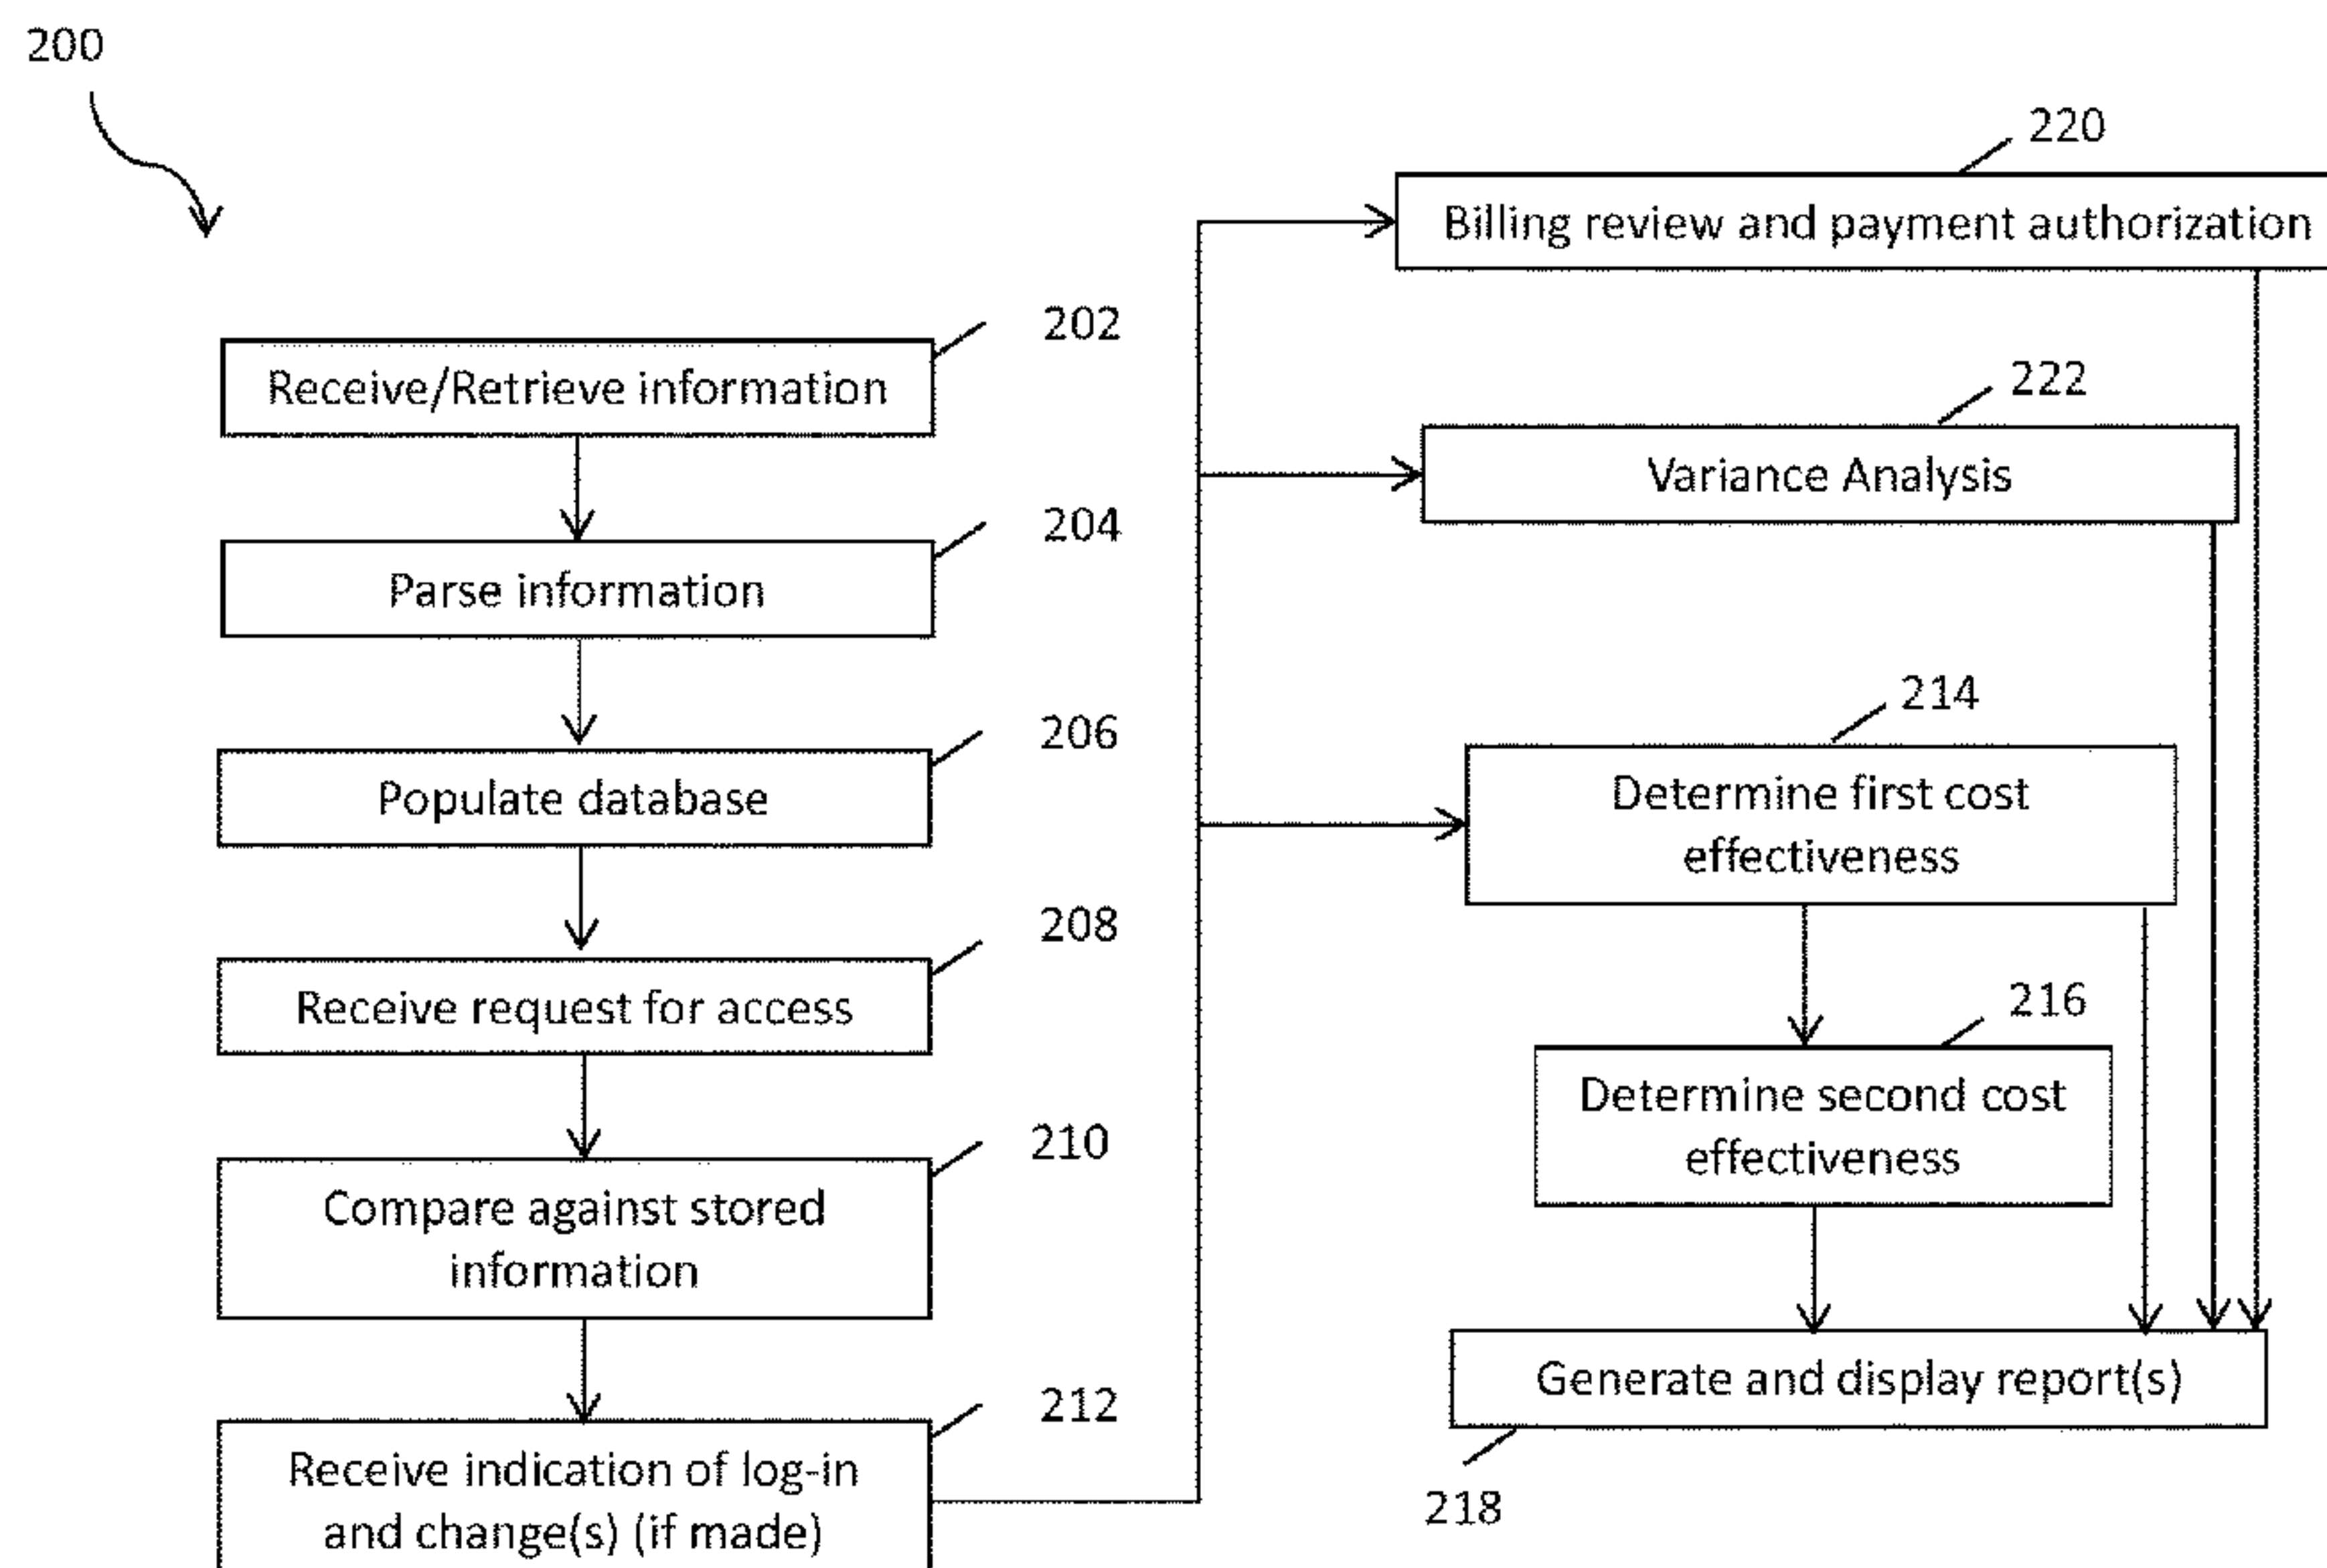 200
202
Receive/Retrieve information
204
Parse information
206
Populate database
208
Receive request for access
210
Compare against stored
information
212
Receive indication of log-in
and change(s) (if made)
220
Billing review and payment authorization
222
Variance Analysis
214
Determine first cost
effectiveness
216
Determine second cost
effectiveness
Generate and display report(s)
218